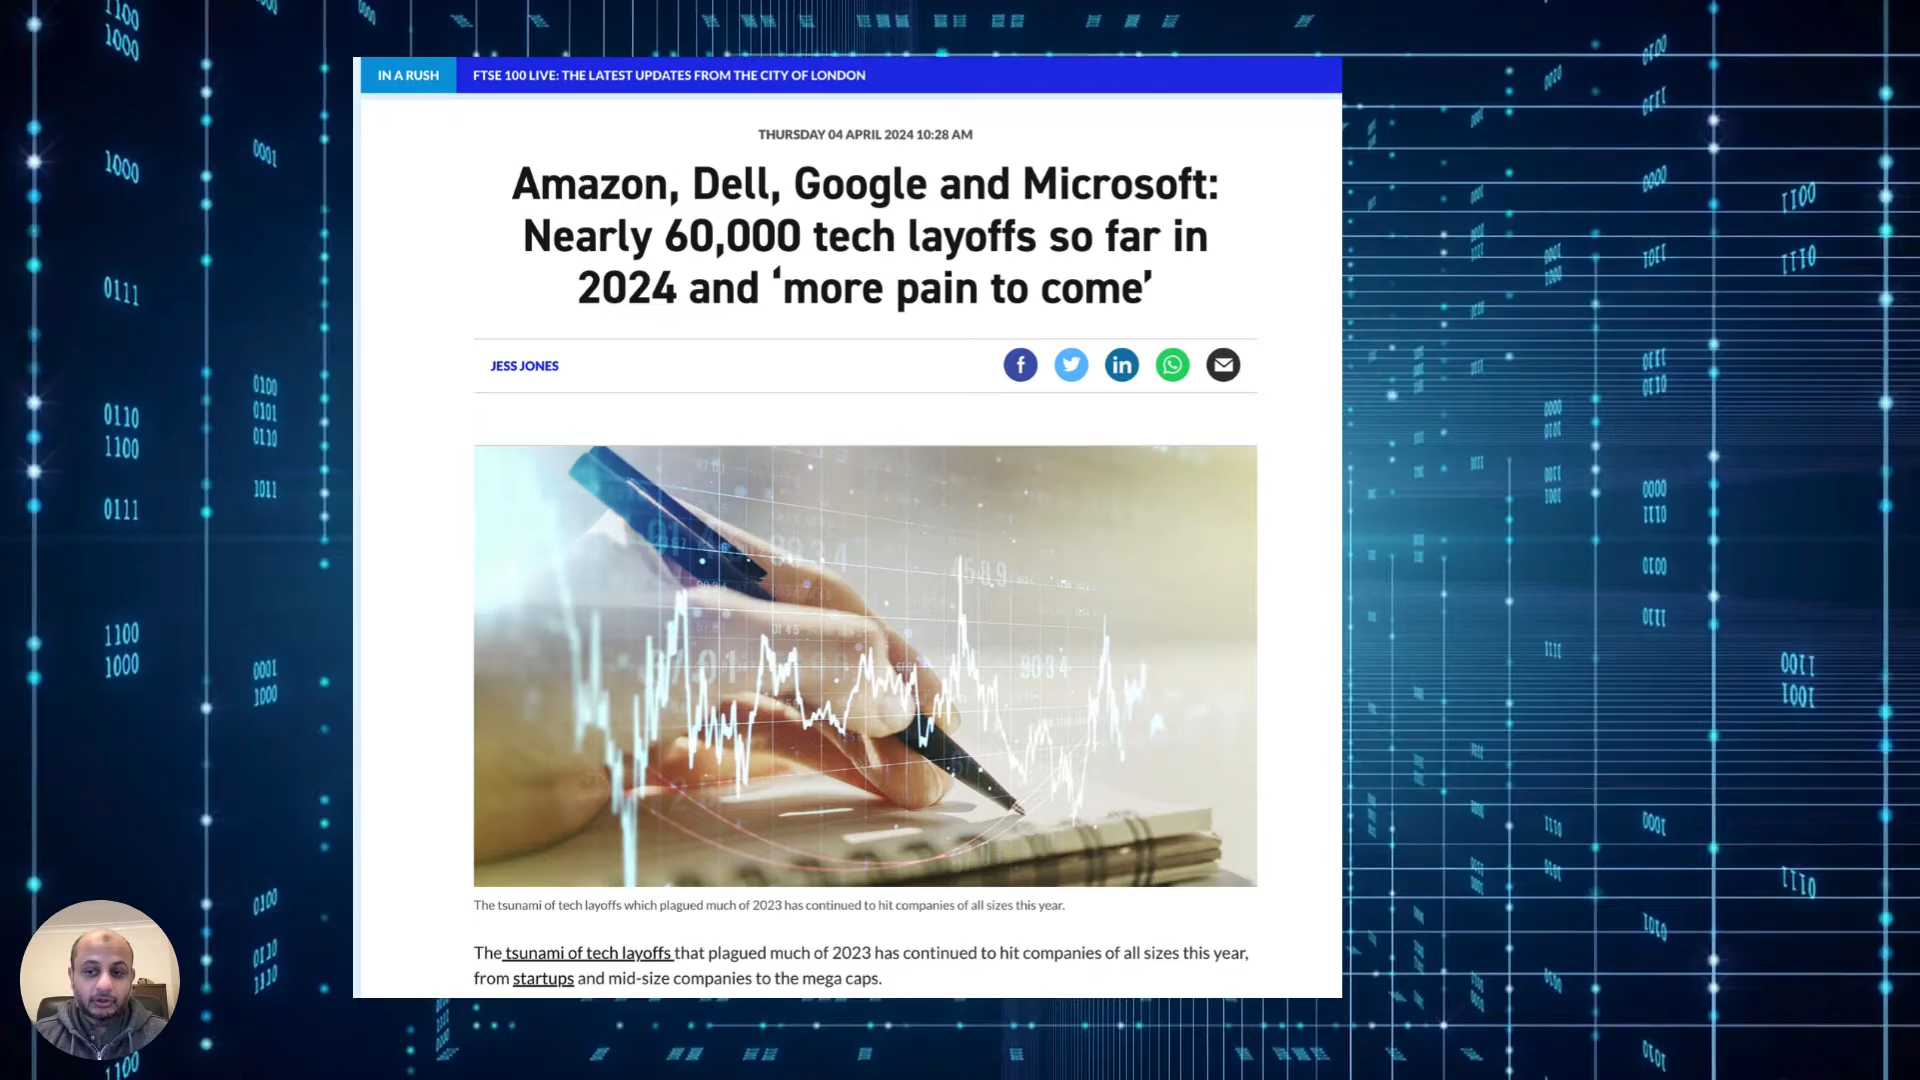 IN A RUSH
FTSE 100 LIVE: THE LATEST UPDATES FROM THE CITY OF LONDON
THURSDAY 04 APRIL 2024 10:28 AM
Amazon, Dell, Google and Microsoft:
Nearly 60,000 tech layoffs so far in
2024 and ‘more pain to come’
JESS JONES
The tsunami of tech layoffs which plagued much of 2023 has continued to hit companies of all sizes this year.
The tsunami of tech layoffs that plagued much of 2023 has continued to hit companies of all sizes this year,
from startups and mid-size companies to the mega caps.